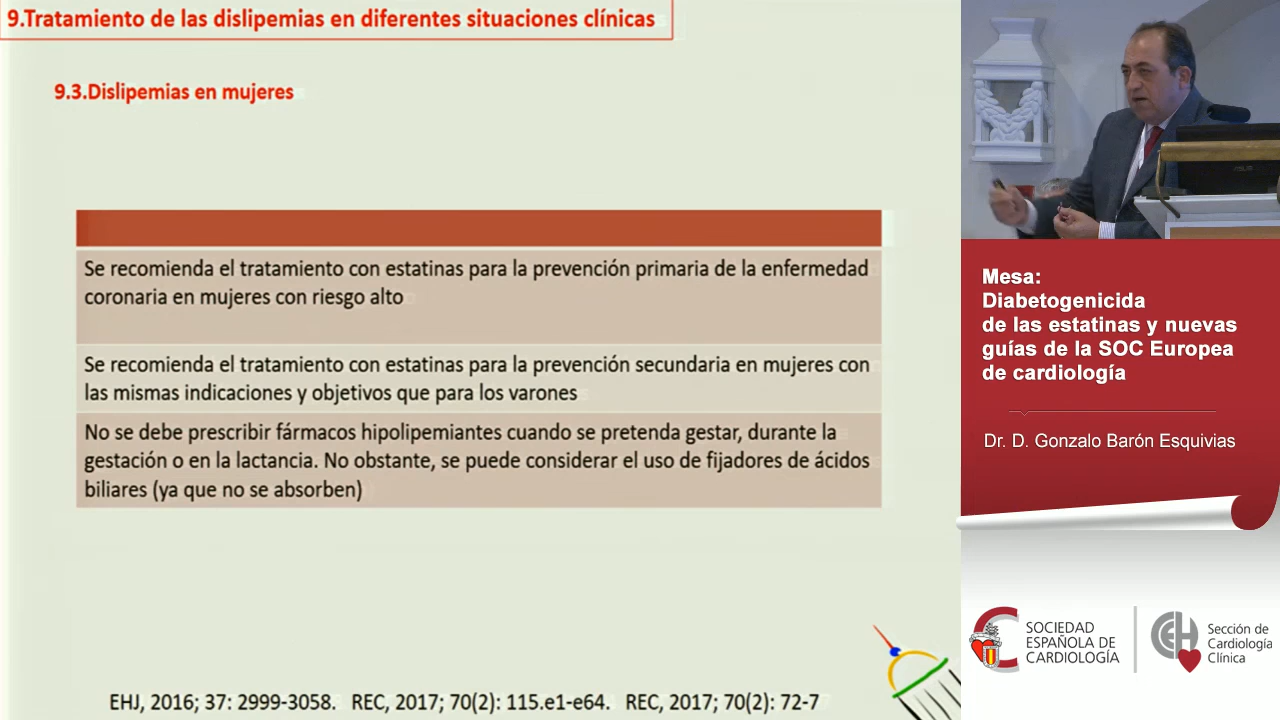 9.Tratamiento de las dislipemias en diferentes situaciones clínicas
9.3.Dislipemias en mujeres
Se recomienda el tratamiento con estatinas para la prevención primaria de la enfermedad
coronaria en mujeres con riesgo alto
Se recomienda el tratamiento con estatinas para la prevención secundaria en mujeres con
las mismas indicaciones y objetivos que para los varones
No se debe prescribir fármacos hipolipemiantes cuando se pretenda gestar, durante la
gestación o en la lactancia. No obstante, se puede considerar el uso de fijadores de ácidos
biliares (ya que no se absorben)
EHJ, 2016; 37: 2999-3058. REC, 2017; 70(2): 115.e1-e64. REC, 2017; 70(2): 72-7
Mesa:
Diabetogenicida
de las estatinas y nuevas
guías de la SOC Europea
de cardiología
Dr. D. Gonzalo Barón Esquivias
SOCIEDAD
ESPAÑOLA DE
CARDIOLOGÍA
Sección de
Cardiología
Clínica